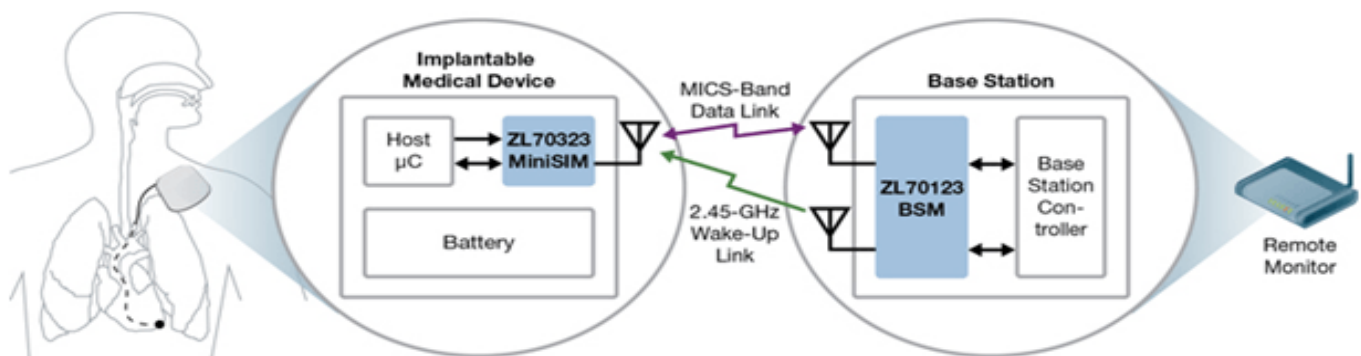 Implantable
Medical Device
Host
µC
ZL70323
MiniSIM
Battery
MICS-Band
Data Link
2.45-GHz
Wake-Up
Link
Base Station
ZL70123
BSM
Base
Station
Con-
troller
Remote
Monitor